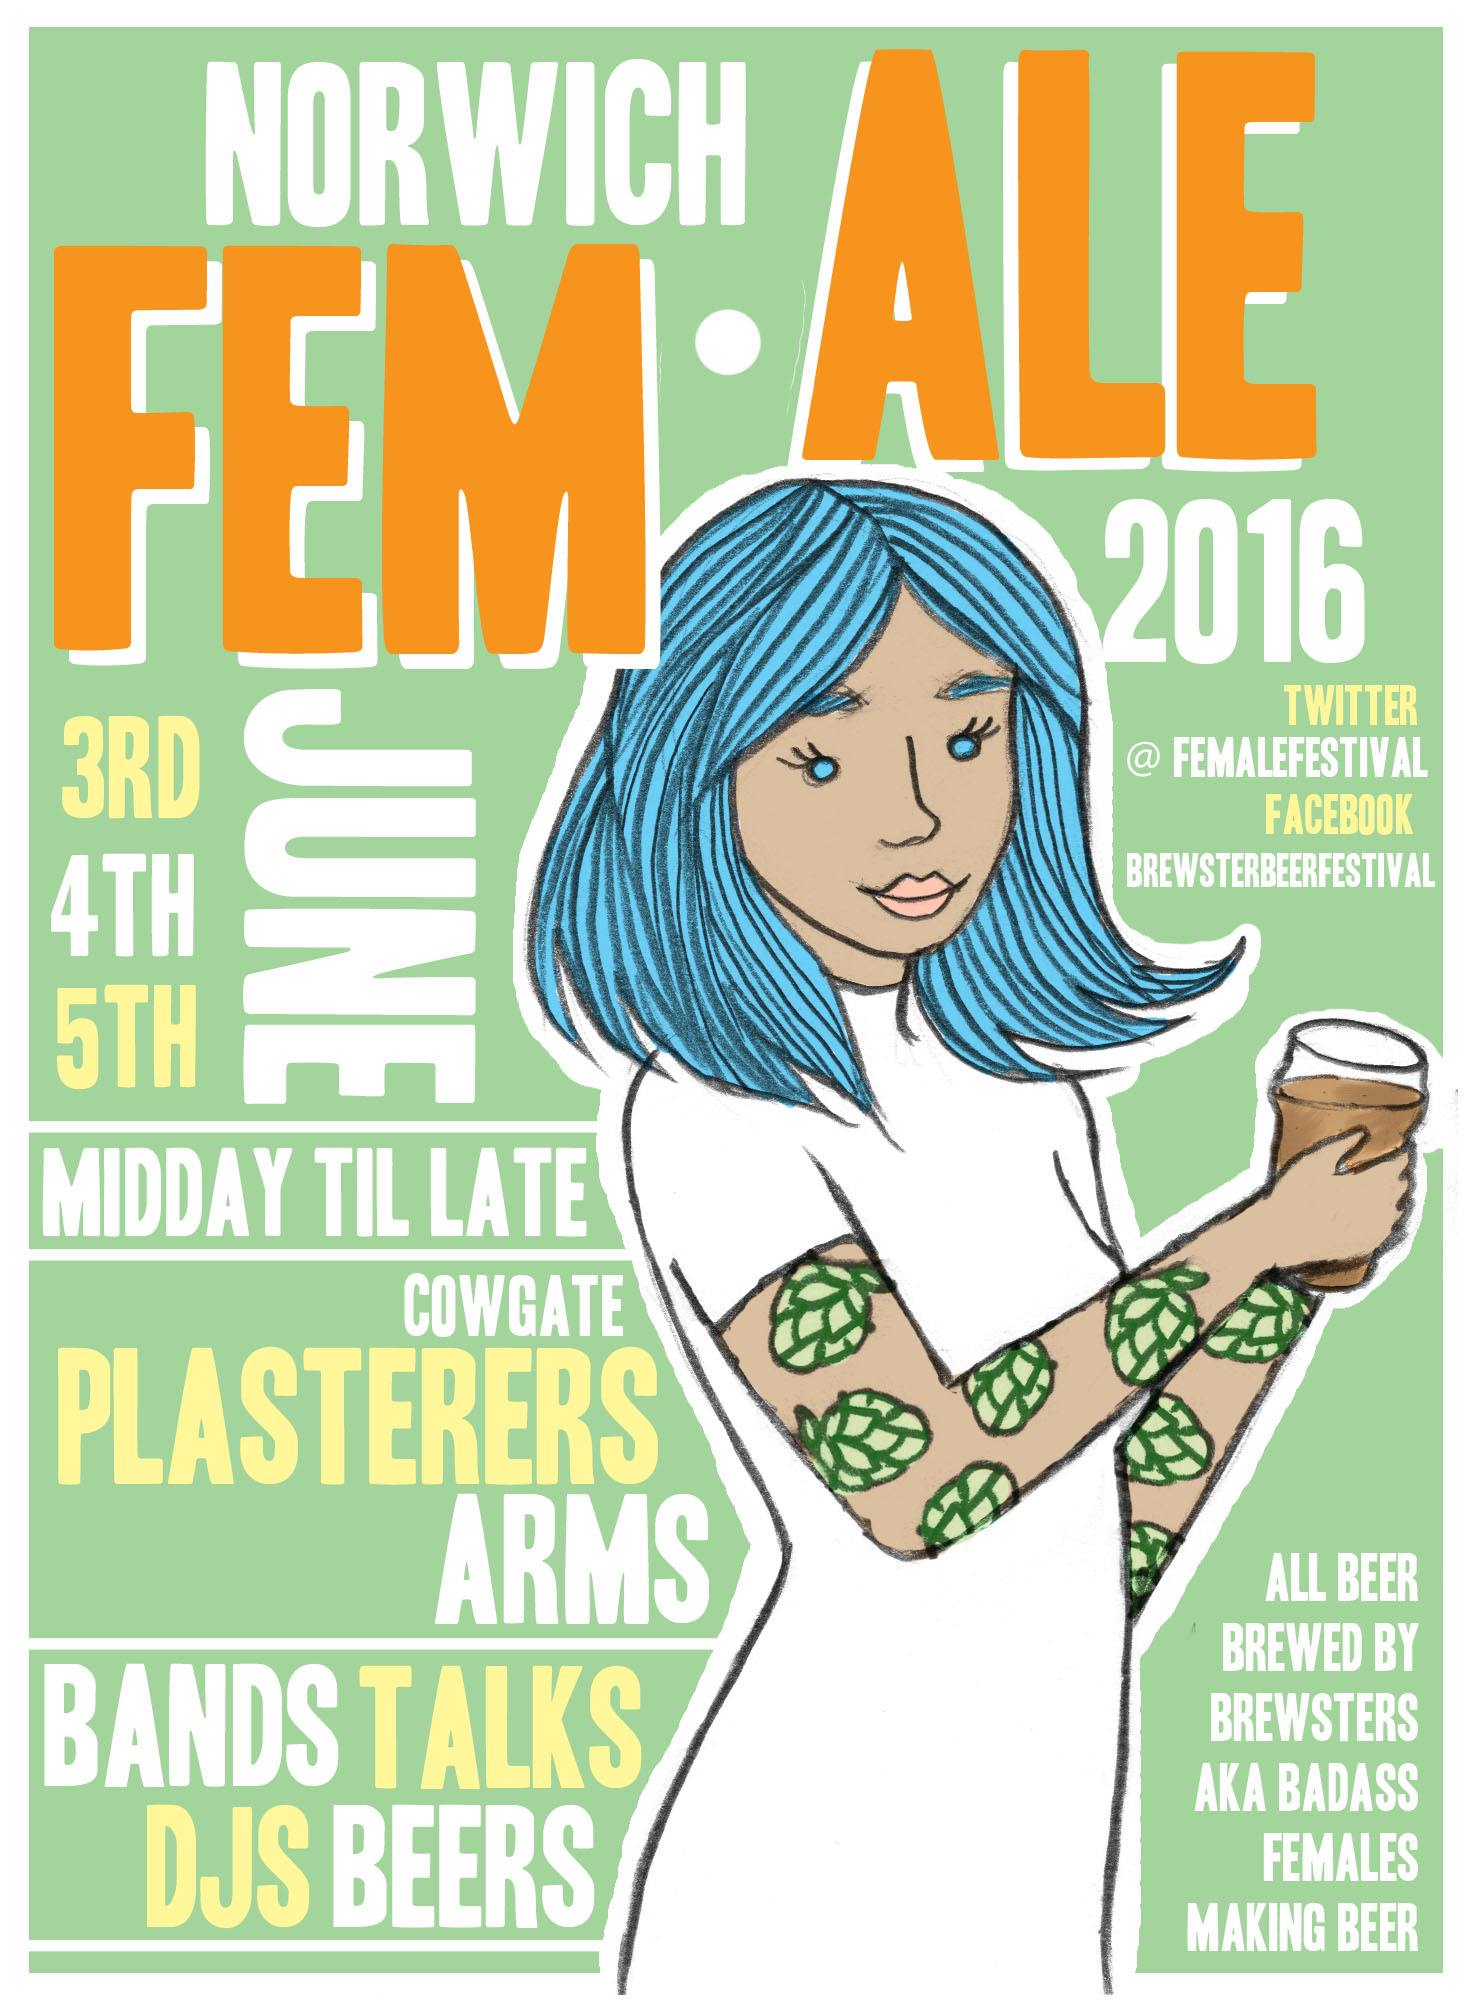 NORWICH
FEM • ALE
2016
TWITTER
@ FEMALEFESTIVAL
FACEBOOK
BREWSTERBEERFESTIVAL
3RD
4TH
5TH
JUNE
MIDDAY TIL LATE
COWGATE
PLASTERERS
ARMS
BANDS TALKS
DJS BEERS
ALL BEER
BREWED BY
BREWSTERS
AKA BADASS
FEMALES
MAKING BEER